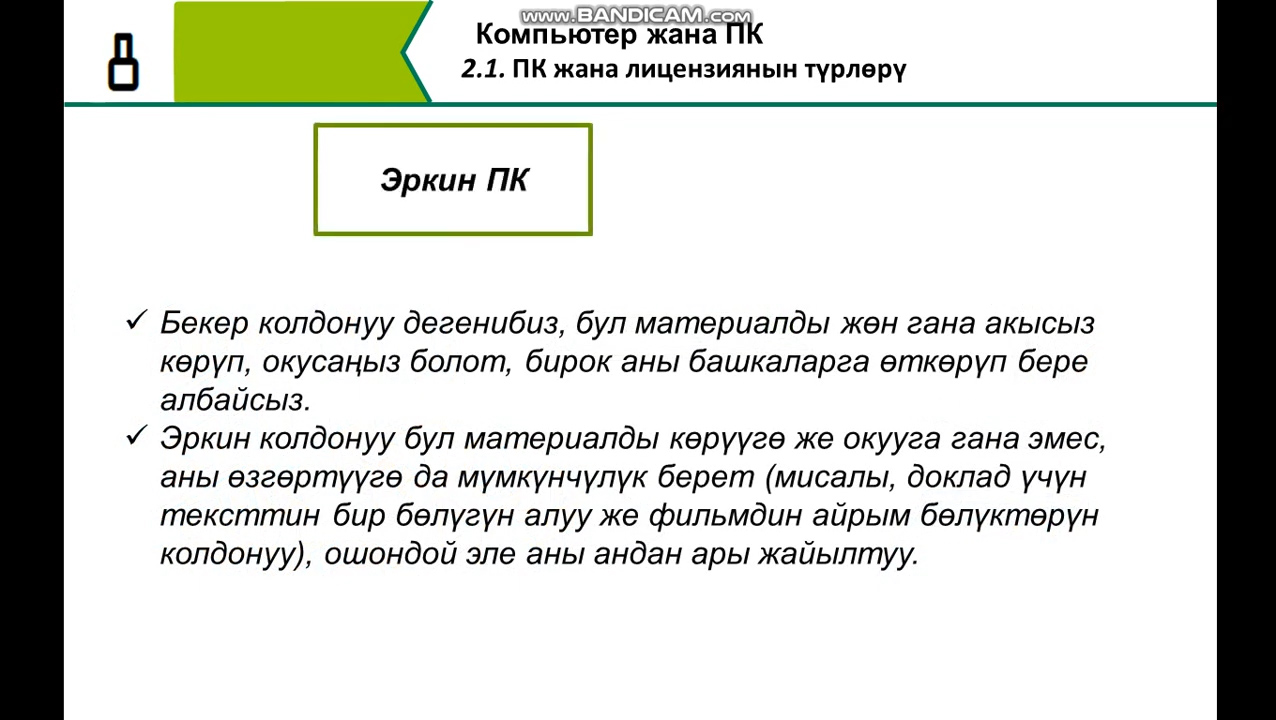 www.BANDICAM.com
Компьютер жана ПК
2.1. ПК жана лицензиянын түрлөрү
Эркин ПК
✓ Бекер колдонуу дегенибиз, бул материалды жөн гана акысыз
көрүп, окусаңыз болот, бирок аны башкаларга өткөрүп бере
албайсыз.
✓ Эркин колдонуу бул материалды көрүүгө же окууга гана эмес,
аны өзгөртүүгө да мүмкүнчүлүк берет (мисалы, доклад үчүн
тексттин бир бөлүгүн алуу же фильмдин айрым бөлүктөрүн
колдонуу), ошондой эле аны андан ары жайылтуу.